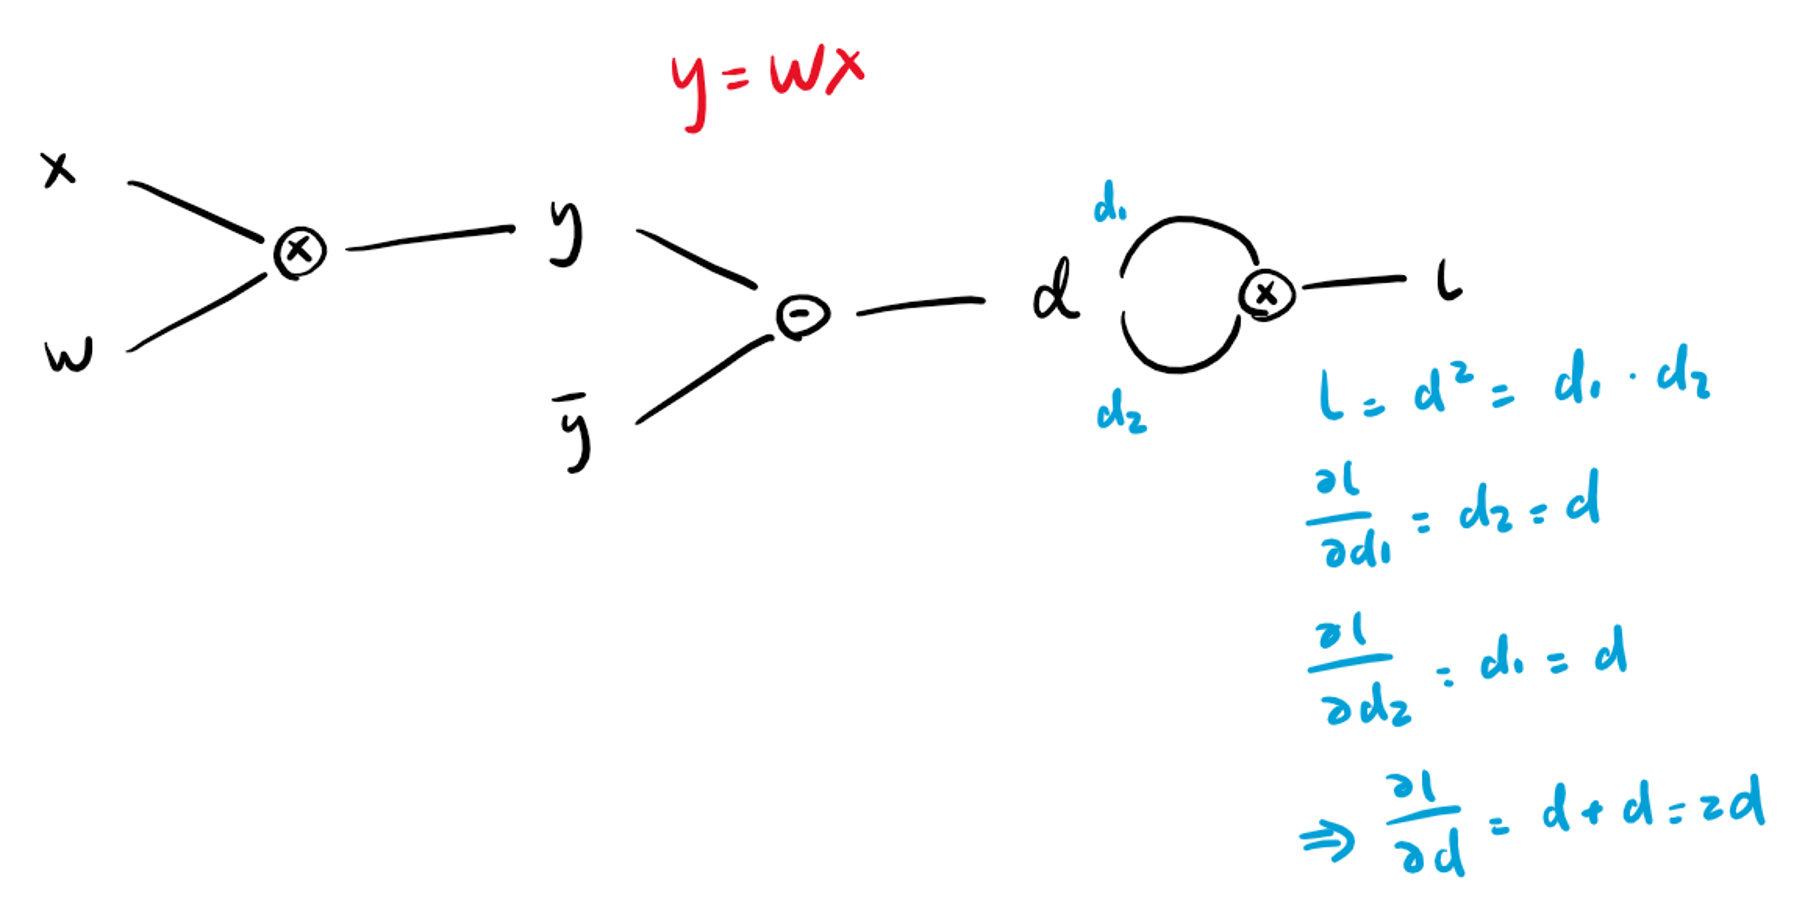 y = wx
x
w
⊗
y
ȳ
⊖
d
d₁
d₂
⊗
l
l = d² = d₁ · d₂
∂l/∂d₁ = d₂ = d
∂l/∂d₂ = d₁ = d
⇒ ∂l/∂d = d + d = 2d